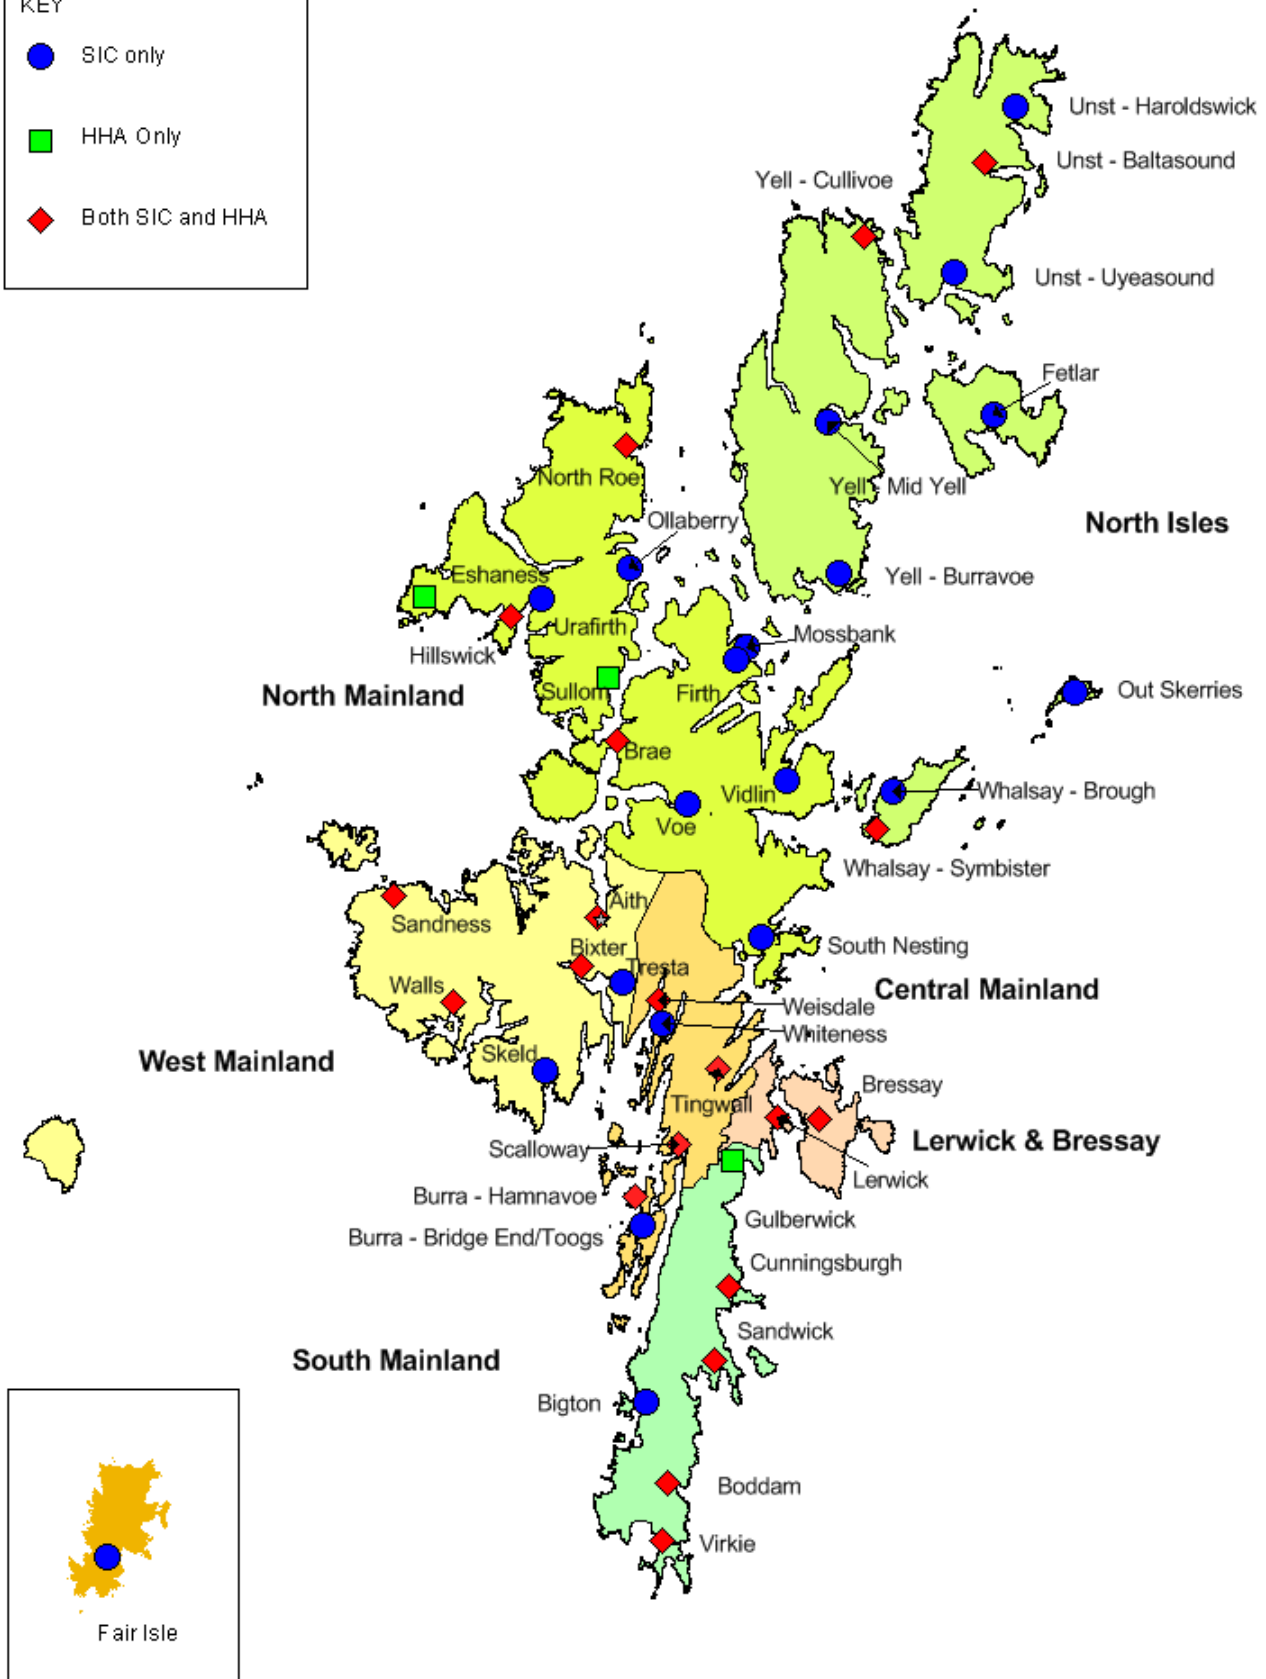 KEY
SIC only
HHA Only
Both SIC and HHA
Unst - Haroldswick
Unst - Baltasound
Yell - Cullivoe
Unst - Uyeasound
Fetlar
North Roe
Yell - Mid Yell
Ollaberry
North Isles
Eshaness
Yell - Burravoe
Urafirth
Mossbank
Hillswick
North Mainland
Sullom
Firth
Out Skerries
Brae
Vidlin
Whalsay - Brough
Voe
Whalsay - Symbister
Aith
Sandness
Bixter
South Nesting
Tresta
Walls
Central Mainland
Weisdale
Whiteness
West Mainland
Skeld
Bressay
Tingwall
Lerwick & Bressay
Scalloway
Lerwick
Burra - Hamnavoe
Gulberwick
Burra - Bridge End/Toogs
Cunningsburgh
Sandwick
South Mainland
Bigton
Boddam
Virkie
Fair Isle